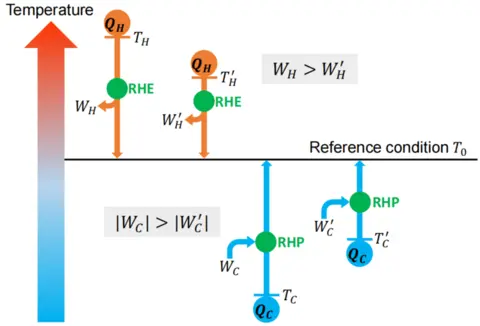 Temperature
Q_H
T_H
Q_H
T'_H
W_H > W'_H
RHE
RHE
W_H
W'_H
Reference condition T_0
|W_C| > |W'_C|
RHP
W'_C
RHP
T'_C
W_C
Q_C
T_C
Q_C